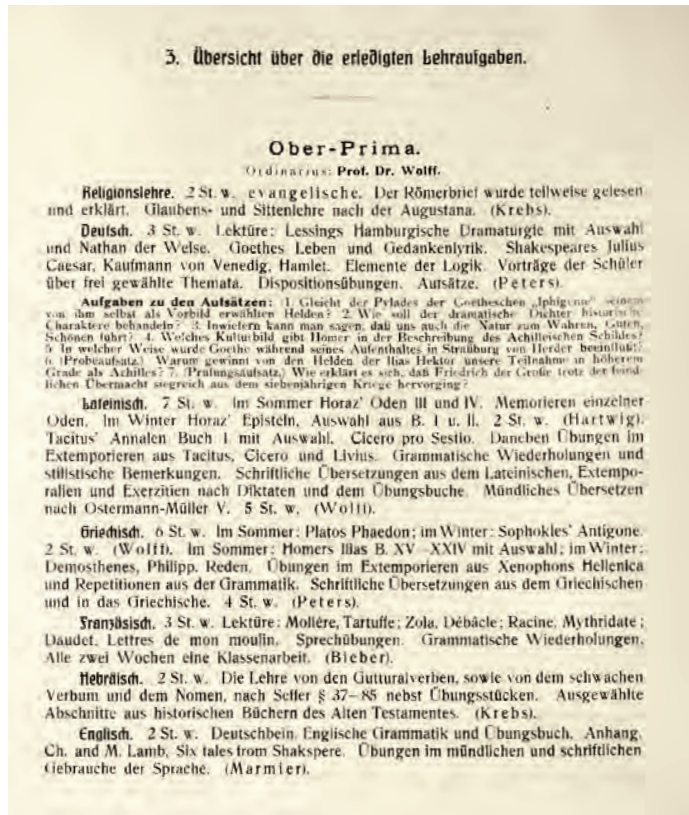 3. Übersicht über die erledigten Lehraufgaben.
Ober-Prima.
Ordinarius: Prof. Dr. Wolff.
Religionslehre. 2 St. w. evangelische. Der Römerbrief wurde teilweise gelesen
und erklärt. Glaubens- und Sittenlehre nach der Augustana. (Krebs).
Deutsch. 3 St. w. Lektüre: Lessings Hamburgische Dramaturgie mit Auswahl
und Nathan der Weise. Goethes Leben und Gedankenlyrik. Shakespeares Julius
Caesar, Kaufmann von Venedig, Hamlet. Elemente der Logik. Vorträge der Schüler
über frei gewählte Themata. Dispositionsübungen. Aufsätze. (Peters).
Aufgaben zu den Aufsätzen: 1. Gleicht der Pylades der Goetheschen „Iphigenie“ seinem
von ihm selbst als Vorbild erwählten Helden? 2. Wie soll der dramatische Dichter historische
Charaktere behandeln? 3. Inwiefern kann man sagen, daß uns auch die Natur zum Wahren, Guten,
Schönen führt? 4. Welches Kulturbild gibt Homer in der Beschreibung des Achilleischen Schildes?
5. In welcher Weise wurde Goethe während seines Aufenthaltes in Straßburg von Herder beeinflußt?
6. (Probeaufsatz.) Warum gewinnt von den Helden der Ilias Hektor unsere Teilnahme in höherem
Grade als Achilles? 7. (Prüfungsaufsatz.) Wie erklärt es sich, daß Friedrich der Große trotz der feind-
lichen Übermacht siegreich aus dem siebenjährigen Kriege hervorging?
Lateinisch. 7 St. w. Im Sommer Horaz' Oden III und IV. Memorieren einzelner
Oden. Im Winter Horaz' Episteln, Auswahl aus B. I u. II. 2 St. w. (Hartwig).
Tacitus' Annalen Buch I mit Auswahl. Cicero pro Sestio. Daneben Übungen im
Extemporieren aus Tacitus, Cicero und Livius. Grammatische Wiederholungen und
stilistische Bemerkungen. Schriftliche Übersetzungen aus dem Lateinischen, Extempo-
ralien und Exerzitien nach Diktaten und dem Übungsbuche. Mündliches Übersetzen
nach Ostermann-Müller V. 5 St. w. (Wolff).
Griechisch. 6 St. w. Im Sommer: Platos Phaedon; im Winter: Sophokles' Antigone.
2 St. w. (Wolff). Im Sommer: Homers Ilias B. XV–XXIV mit Auswahl; im Winter:
Demosthenes, Philipp. Reden. Übungen im Extemporieren aus Xenophons Hellenica
und Repetitionen aus der Grammatik. Schriftliche Übersetzungen aus dem Griechischen
und in das Griechische. 4 St. w. (Peters).
Französisch. 3 St. w. Lektüre: Molière, Tartuffe; Zola, Débâcle; Racine, Mythridate;
Daudet, Lettres de mon moulin. Sprechübungen. Grammatische Wiederholungen.
Alle zwei Wochen eine Klassenarbeit. (Bieber).
Hebräisch. 2 St. w. Die Lehre von den Gutturalverben, sowie von dem schwachen
Verbum und dem Nomen, nach Seffer § 37–85 nebst Übungsstücken. Ausgewählte
Abschnitte aus historischen Büchern des Alten Testamentes. (Krebs).
Englisch. 2 St. w. Deutschbein, Englische Grammatik und Übungsbuch. Anhang.
Ch. and M. Lamb, Six tales from Shakspere. Übungen im mündlichen und schriftlichen
Gebrauche der Sprache. (Marmier).